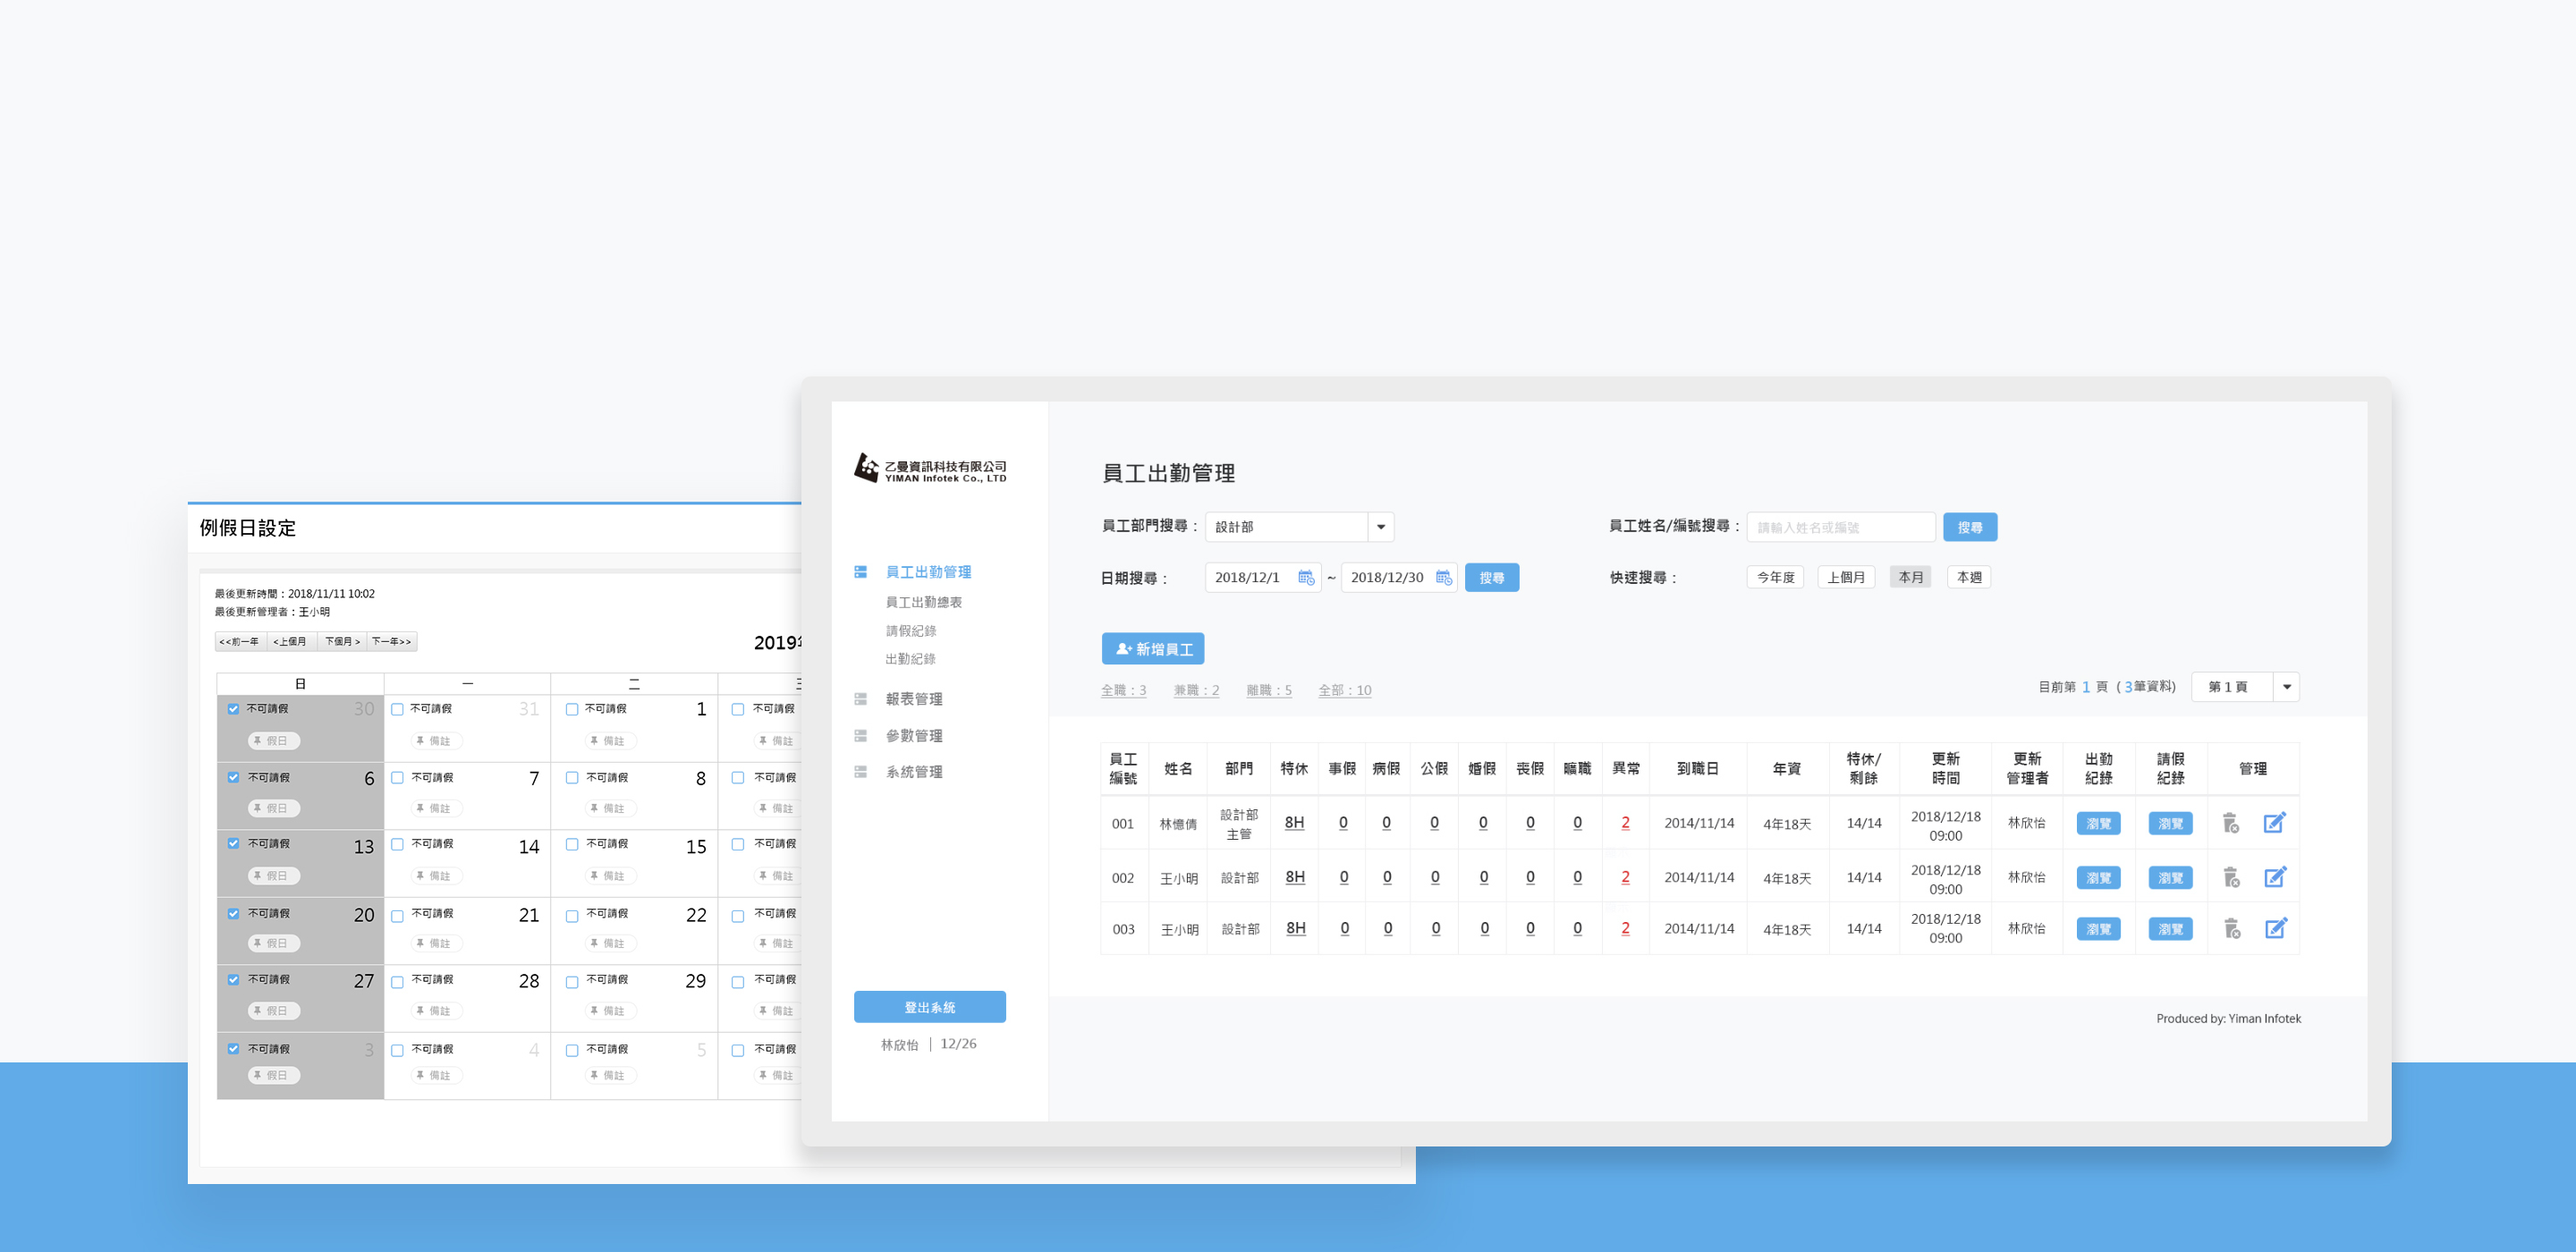 例假日設定
最後更新時間：2018/11/11 10:02
最後更新管理者：王小明
<<前一年 <上個月 下個月> 下一年>>
2019
日 一 二 三
不可請假 30 不可請假 31 不可請假 1 不可請假
假日 備註 備註 備註
不可請假 6 不可請假 7 不可請假 8 不可請假
假日 備註 備註 備註
不可請假 13 不可請假 14 不可請假 15 不可請假
假日 備註 備註 備註
不可請假 20 不可請假 21 不可請假 22 不可請假
假日 備註 備註 備註
不可請假 27 不可請假 28 不可請假 29 不可請假
假日 備註 備註 備註
不可請假 3 不可請假 4 不可請假 5 不可請假
假日 備註 備註 備註
乙曼資訊科技有限公司
YIMAN Infotek Co., LTD
員工出勤管理
員工出勤總表
請假紀錄
出勤紀錄
報表管理
參數管理
系統管理
登出系統
林欣怡 | 12/26
員工出勤管理
員工部門搜尋： 設計部 員工姓名/編號搜尋： 請輸入姓名或編號 搜尋
日期搜尋： 2018/12/1 ~ 2018/12/30 搜尋 快速搜尋： 今年度 上個月 本月 本週
新增員工
全職：3 兼職：2 離職：5 全部：10 目前第 1 頁 ( 3筆資料) 第 1 頁
員工編號 姓名 部門 特休 事假 病假 公假 婚假 喪假 曠職 異常 到職日 年資 特休/剩餘 更新時間 更新管理者 出勤紀錄 請假紀錄 管理
001 林憶倩 設計部主管 8H 0 0 0 0 0 0 2 2014/11/14 4年18天 14/14 2018/12/18 09:00 林欣怡 瀏覽 瀏覽
002 王小明 設計部 8H 0 0 0 0 0 0 2 2014/11/14 4年18天 14/14 2018/12/18 09:00 林欣怡 瀏覽 瀏覽
003 王小明 設計部 8H 0 0 0 0 0 0 2 2014/11/14 4年18天 14/14 2018/12/18 09:00 林欣怡 瀏覽 瀏覽
Produced by: Yiman Infotek